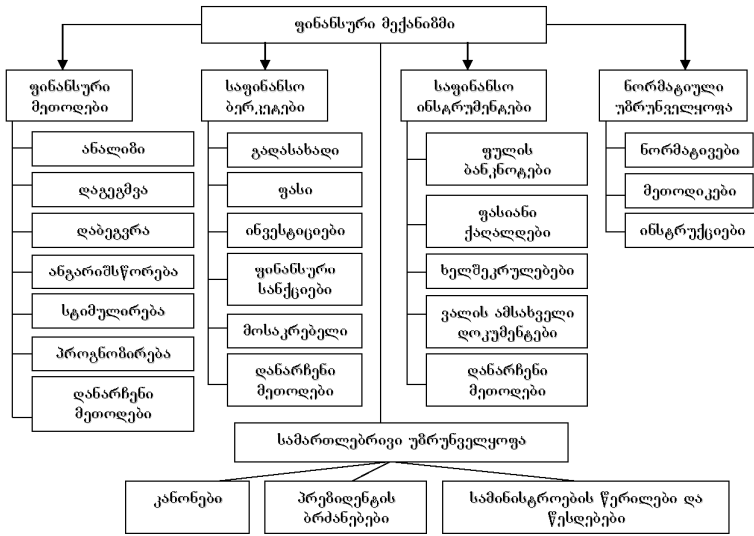 ფინანსური მექანიზმი
ფინანსური
მეთოდები
ანალიზი
დაგეგმვა
დაბეგვრა
ანგარიშსწორება
სტიმულირება
პროგნოზირება
დანარჩენი
მეთოდები
საფინანსო
ბერკეტები
გადასახადი
ფასი
ინვესტიციები
ფინანსური
სანქციები
მოსაკრებელი
დანარჩენი
მეთოდები
საფინანსო
ინსტრუმენტები
ფულის
ბანკნოტები
ფასიანი
ქაღალდები
ხელშეკრულებები
ვალის ამსახველი
დოკუმენტები
დანარჩენი
მეთოდები
ნორმატიული
უზრუნველყოფა
ნორმატივები
მეთოდიკები
ინსტრუქციები
სამართლებრივი უზრუნველყოფა
კანონები
პრეზიდენტის
ბრძანებები
სამინისტროების წერილები და
წესდებები